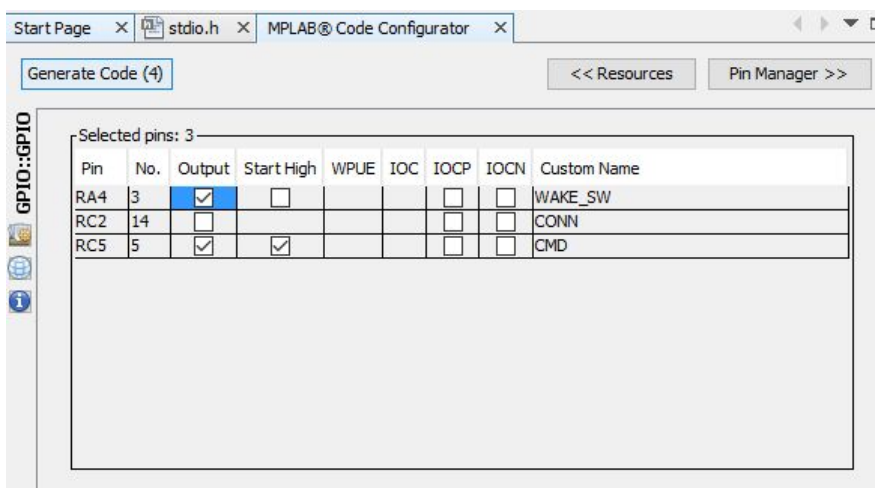 Start Page stdio.h MPLAB® Code Configurator
Generate Code (4) << Resources Pin Manager >>
GPIO::GPIO
Selected pins: 3
Pin No. Output Start High WPUE IOC IOCP IOCN Custom Name
RA4 3 WAKE_SW
RC2 14 CONN
RC5 5 CMD